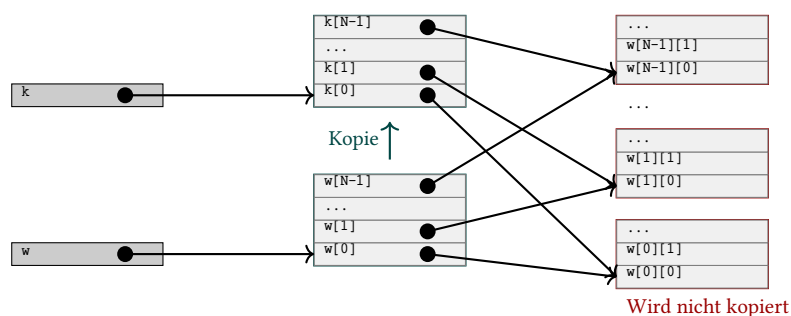 k
w
k[N-1]
...
k[1]
k[0]
Kopie
w[N-1]
...
w[1]
w[0]
...
w[N-1][1]
w[N-1][0]
...
...
w[1][1]
w[1][0]
...
w[0][1]
w[0][0]
Wird nicht kopiert